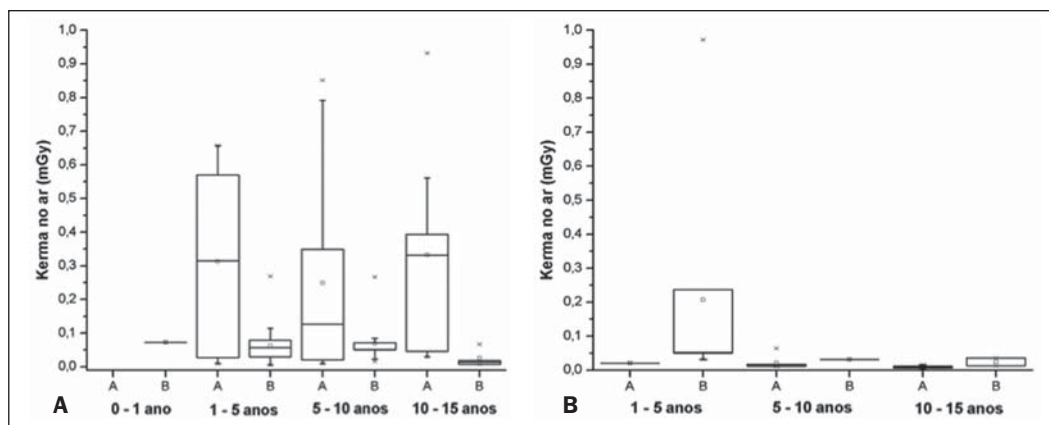 Kerma no ar (mGy)
1,0
0,9
0,8
0,7
0,6
0,5
0,4
0,3
0,2
0,1
0,0
A B A B A B A B
0 - 1 ano 1 - 5 anos 5 - 10 anos 10 - 15 anos
A
Kerma no ar (mGy)
1,0
0,9
0,8
0,7
0,6
0,5
0,4
0,3
0,2
0,1
0,0
A B A B A B
1 - 5 anos 5 - 10 anos 10 - 15 anos
B